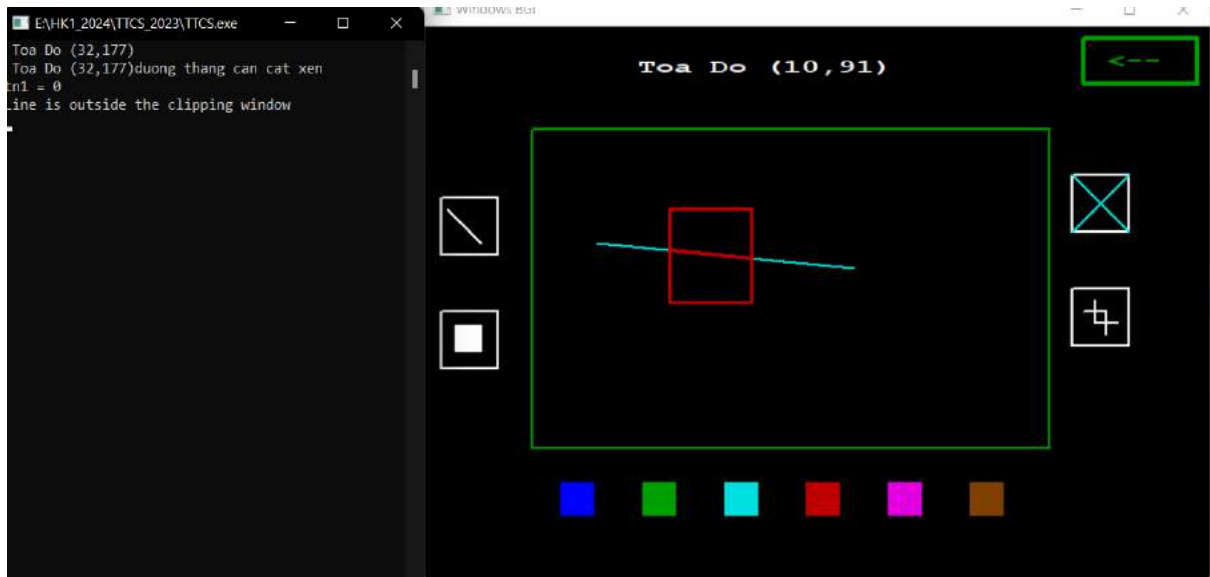 E:\HK1_2024\TTCS_2023\TTCS.exe
Toa Do (32,177)
Toa Do (32,177)duong thang can cat xen
tn1 = 0
Line is outside the clipping window
Windows BGI
Toa Do (10,91)
<--